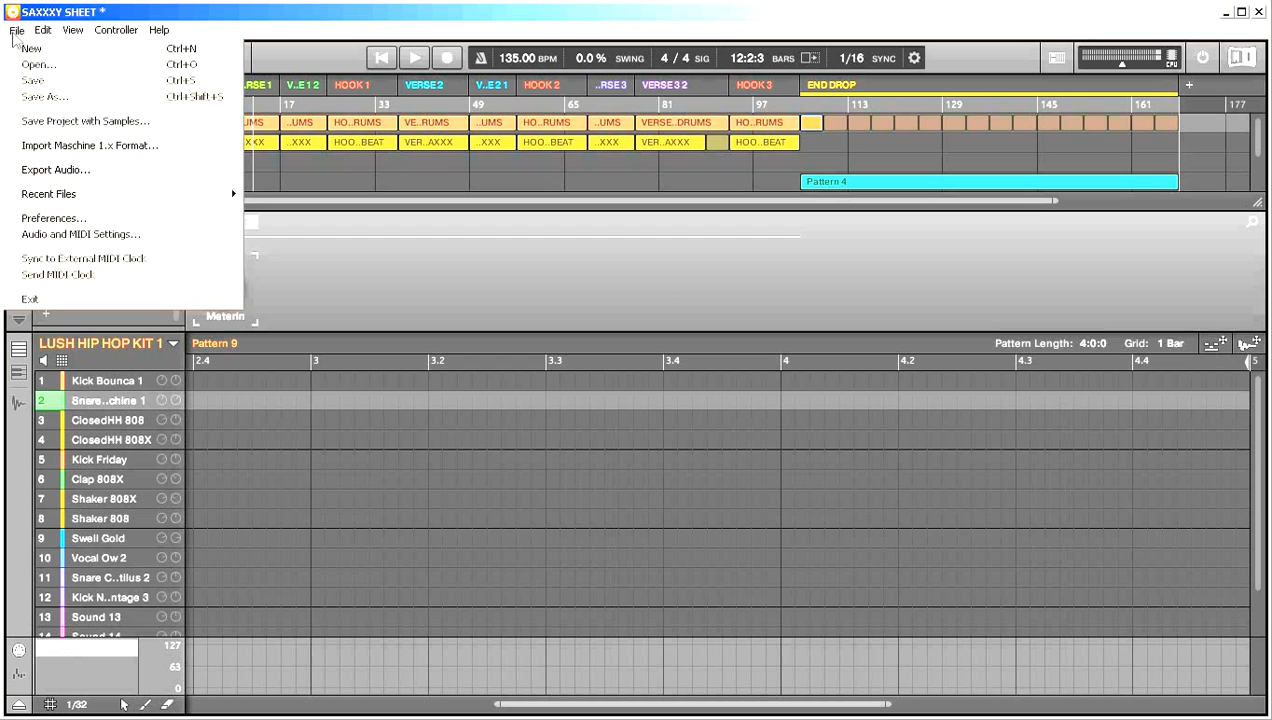 SAXXXY SHEET *
File Edit View Controller Help
New Ctrl+N
Open... Ctrl+O
Save Ctrl+S
Save As... Ctrl+Shift+S
Save Project with Samples...
Import Maschine 1.x Format...
Export Audio...
Recent Files
Preferences...
Audio and MIDI Settings...
Sync to External MIDI Clock
Send MIDI Clock
Exit
135.00 BPM 0.0% SWING 4 / 4 SIG 12:2:3 BARS 1/16 SYNC CPU
..RSE 1 V..E1 2 HOOK 1 VERSE 2 V..E2 1 HOOK 2 ..RSE 3 VERSE 3 2 HOOK 3 END DROP
17 33 49 65 81 97 113 129 145 161 177
..UMS HO..RUMS VE..RUMS ..UMS HO..RUMS ..UMS VERSE..DRUMS HO..RUMS
..XXX HOO..BEAT VER..AXXX ..XXX HOO..BEAT ..XXX VER..AXXX HOO..BEAT
Pattern 4
Meterin
LUSH HIP HOP KIT 1 Pattern 9 Pattern Length: 4:0:0 Grid: 1 Bar
2.4 3 3.2 3.3 3.4 4 4.2 4.3 4.4 5
1 Kick Bounca 1
2 Snare..chine 1
3 ClosedHH 808
4 ClosedHH 808X
5 Kick Friday
6 Clap 808X
7 Shaker 808X
8 Shaker 808
9 Swell Gold
10 Vocal Ow 2
11 Snare C..tilus 2
12 Kick N..ntage 3
13 Sound 13
14 Sound 14
127
63
0
1/32